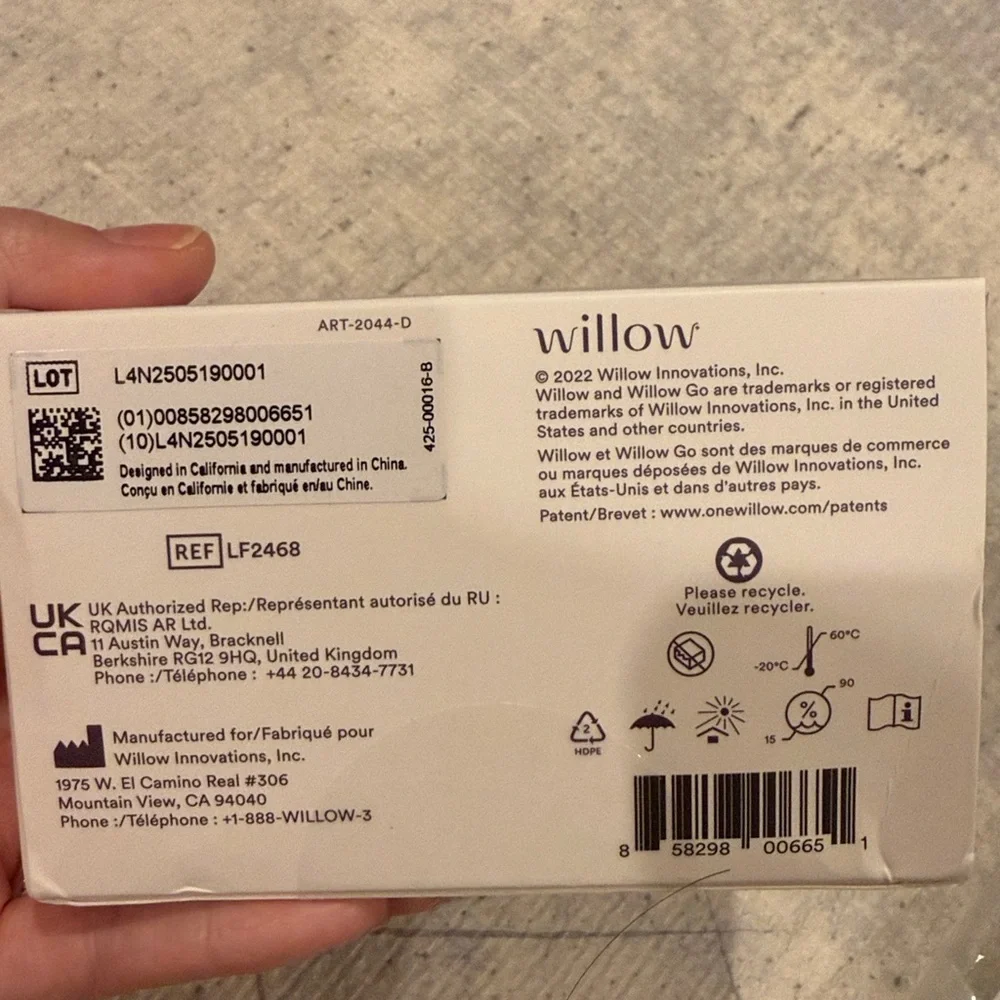 ART-2044-D
LOT L4N2505190001
(01)00858298006651
(10)L4N2505190001
Designed in California and manufactured in China.
Conçu en Californie et fabriqué en/au Chine.
425-00016-B
REF LF2468
UK
CA
UK Authorized Rep:/Représentant autorisé du RU :
RQMIS AR Ltd.
11 Austin Way, Bracknell
Berkshire RG12 9HQ, United Kingdom
Phone :/Téléphone : +44 20-8434-7731
Manufactured for/Fabriqué pour
Willow Innovations, Inc.
1975 W. El Camino Real #306
Mountain View, CA 94040
Phone :/Téléphone : +1-888-WILLOW-3
willow
© 2022 Willow Innovations, Inc.
Willow and Willow Go are trademarks or registered
trademarks of Willow Innovations, Inc. in the United
States and other countries.
Willow et Willow Go sont des marques de commerce
ou marques déposées de Willow Innovations, Inc.
aux États-Unis et dans d'autres pays.
Patent/Brevet : www.onewillow.com/patents
Please recycle.
Veuillez recycler.
60°C
-20°C
90
%
15
2
HDPE
i
8 58298 00665 1